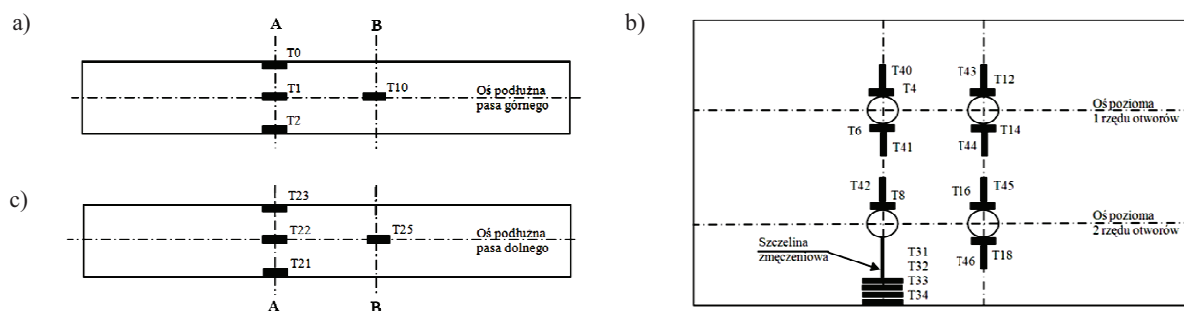 a)
A B
T0
T1 T10
T2
Oś podłużna
pasa górnego
c)
T23
T22 T25
T21
Oś podłużna
pasa dolnego
A B
b)
T40 T43
T4 T12
Oś pozioma
1 rzędu otworów
T6 T14
T41 T44
T42 T45
T8 T16
Oś pozioma
2 rzędu otworów
Szczelina
zmęczeniowa
T31
T32
T33
T34
T46 T18